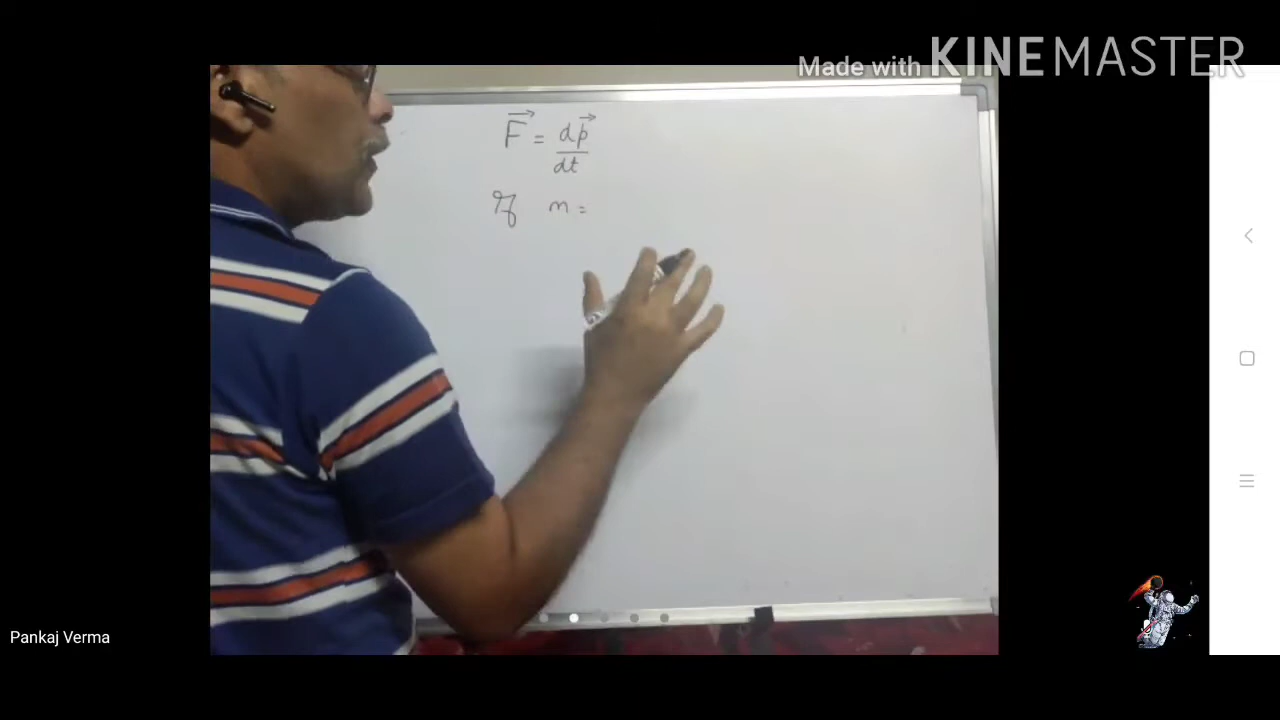 Made with KINEMASTER
F⃗ = dp⃗/dt
If m =
Pankaj Verma